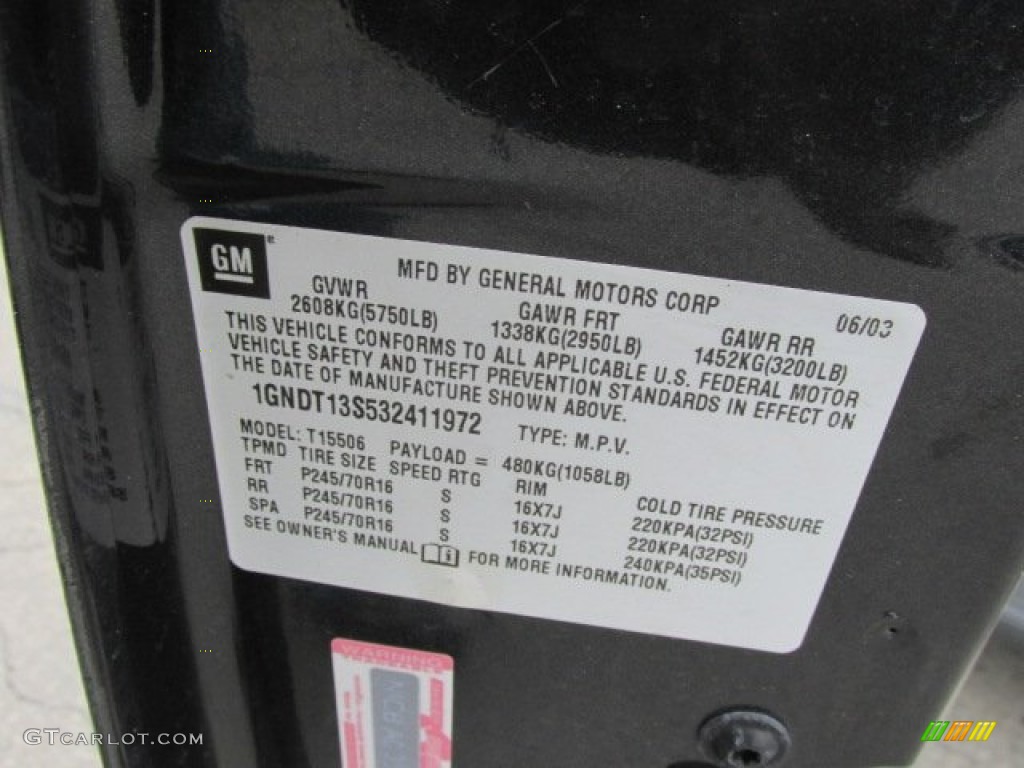 GM®
MFD BY GENERAL MOTORS CORP
06/03
GVWR GAWR FRT GAWR RR
2608KG(5750LB) 1338KG(2950LB) 1452KG(3200LB)
THIS VEHICLE CONFORMS TO ALL APPLICABLE U.S. FEDERAL MOTOR
VEHICLE SAFETY AND THEFT PREVENTION STANDARDS IN EFFECT ON
THE DATE OF MANUFACTURE SHOWN ABOVE.
1GNDT13S532411972 TYPE: M.P.V.
MODEL: T15506 PAYLOAD = 480KG(1058LB)
TPMD TIRE SIZE SPEED RTG RIM COLD TIRE PRESSURE
FRT P245/70R16 S 16X7J 220KPA(32PSI)
RR P245/70R16 S 16X7J 220KPA(32PSI)
SPA P245/70R16 S 16X7J 240KPA(35PSI)
SEE OWNER'S MANUAL FOR MORE INFORMATION.
WARNING
GTCARLOT.COM